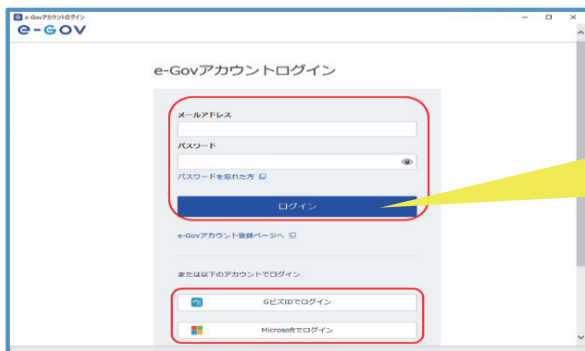 e-Govアカウントログイン
e-GOV
e-Govアカウントログイン
メールアドレス
パスワード
パスワードを忘れた方
ログイン
e-Govアカウント登録ページへ
または以下のアカウントでログイン
GビズIDでログイン
Microsoftでログイン